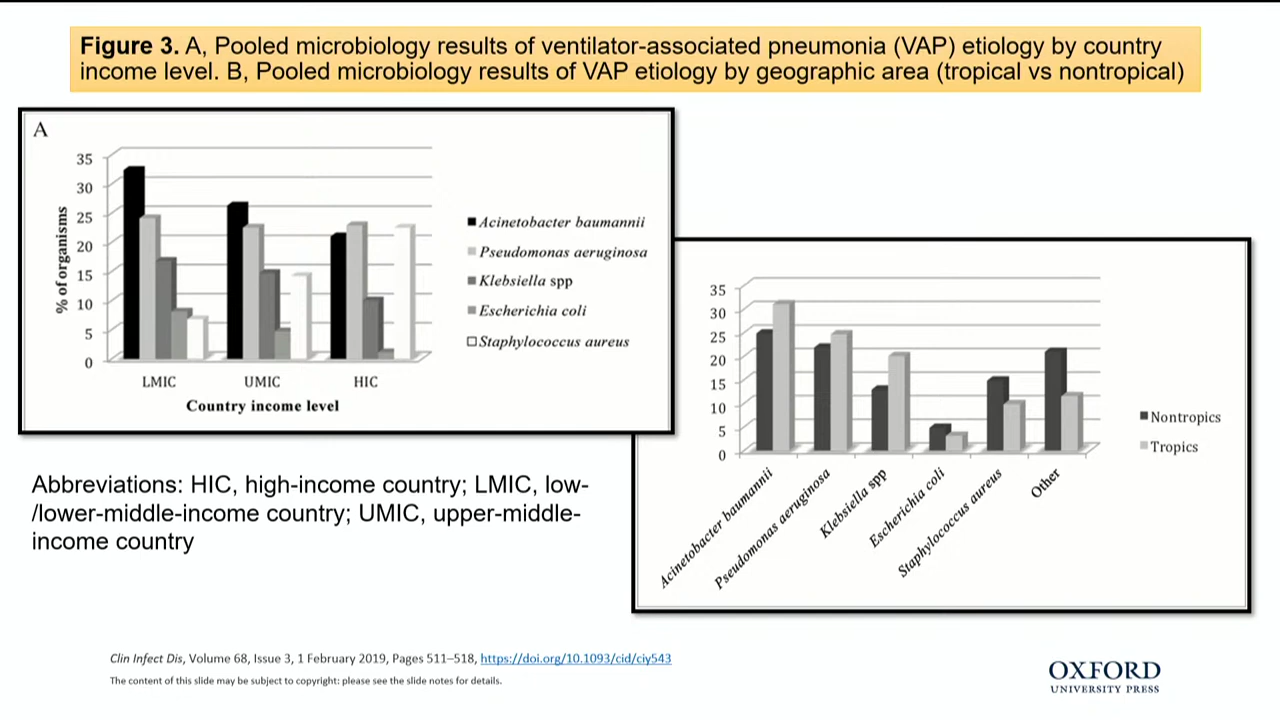 Figure 3. A, Pooled microbiology results of ventilator-associated pneumonia (VAP) etiology by country
income level. B, Pooled microbiology results of VAP etiology by geographic area (tropical vs nontropical)
A
35
30
25
20
15
10
5
0
% of organisms
LMIC UMIC HIC
Country income level
Acinetobacter baumannii
Pseudomonas aeruginosa
Klebsiella spp
Escherichia coli
Staphylococcus aureus
35
30
25
20
15
10
5
0
Acinetobacter baumannii
Pseudomonas aeruginosa
Klebsiella spp
Escherichia coli
Staphylococcus aureus
Other
Nontropics
Tropics
Abbreviations: HIC, high-income country; LMIC, low-
/lower-middle-income country; UMIC, upper-middle-
income country
Clin Infect Dis, Volume 68, Issue 3, 1 February 2019, Pages 511–518, https://doi.org/10.1093/cid/ciy543
The content of this slide may be subject to copyright: please see the slide notes for details.
OXFORD
UNIVERSITY PRESS